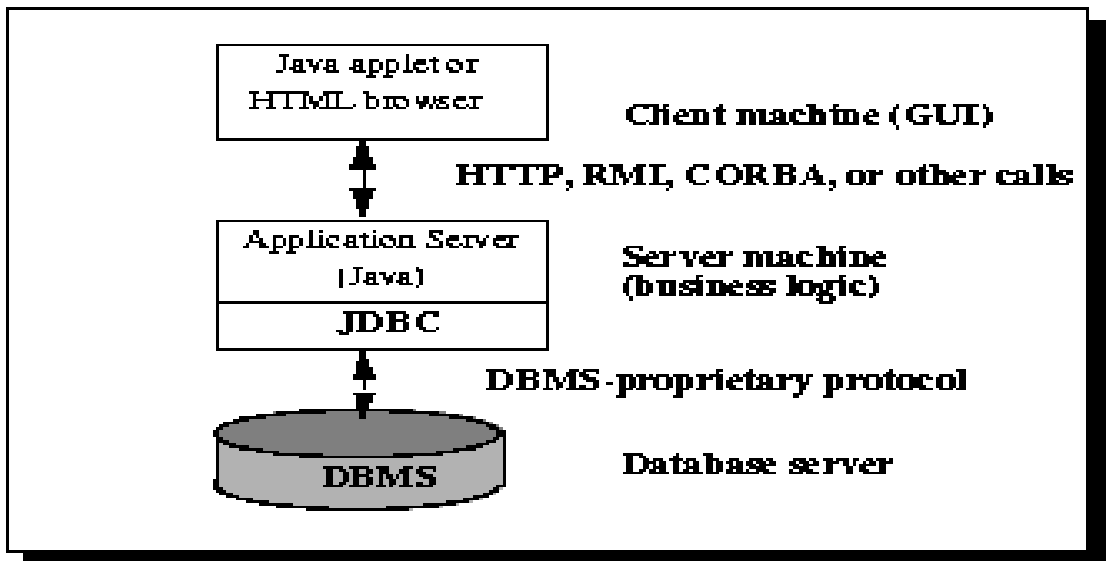 Java applet or
HTML browser
Client machine (GUI)
HTTP, RMI, CORBA, or other calls
Application Server
(Java)
Server machine
(business logic)
JDBC
DBMS-proprietary protocol
DBMS
Database server